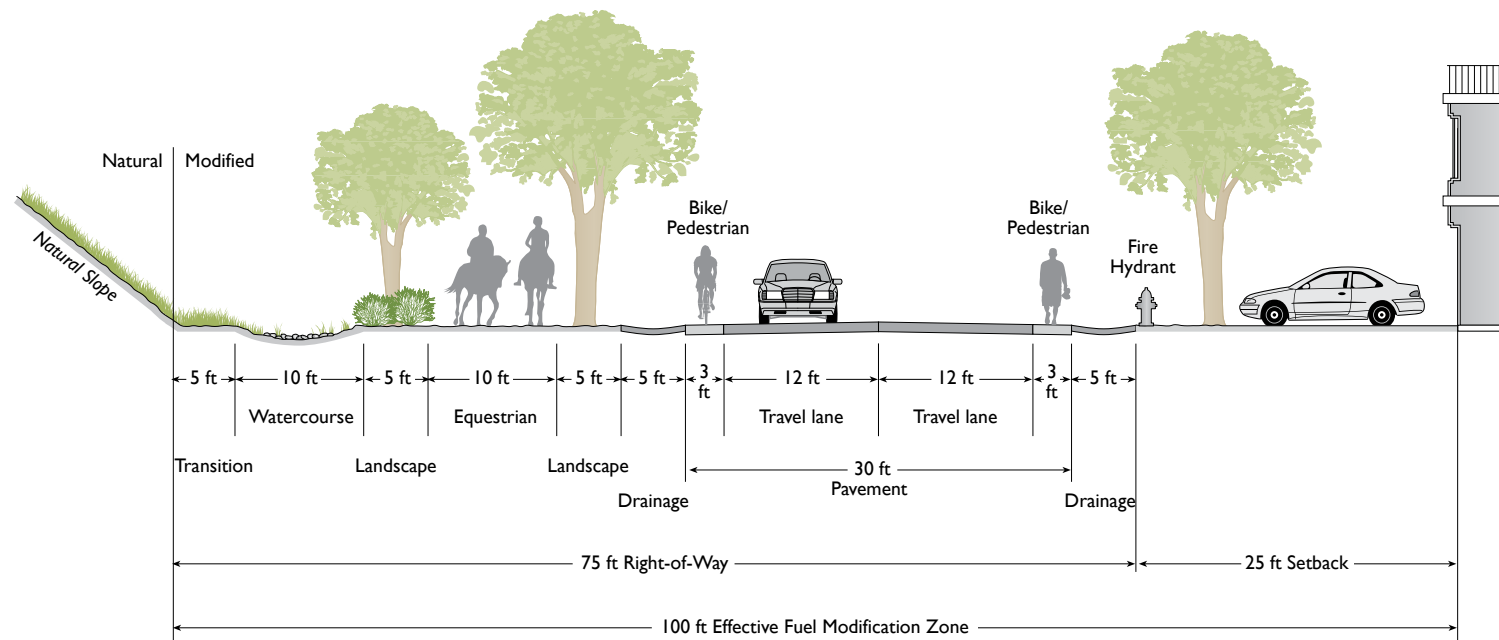 Natural
Modified
Natural Slope
Bike/
Pedestrian
Bike/
Pedestrian
Fire
Hydrant
5 ft
10 ft
5 ft
10 ft
5 ft
5 ft
3
ft
12 ft
12 ft
3
ft
5 ft
Watercourse
Equestrian
Travel lane
Travel lane
Transition
Landscape
Landscape
30 ft
Pavement
Drainage
Drainage
75 ft Right-of-Way
25 ft Setback
100 ft Effective Fuel Modification Zone